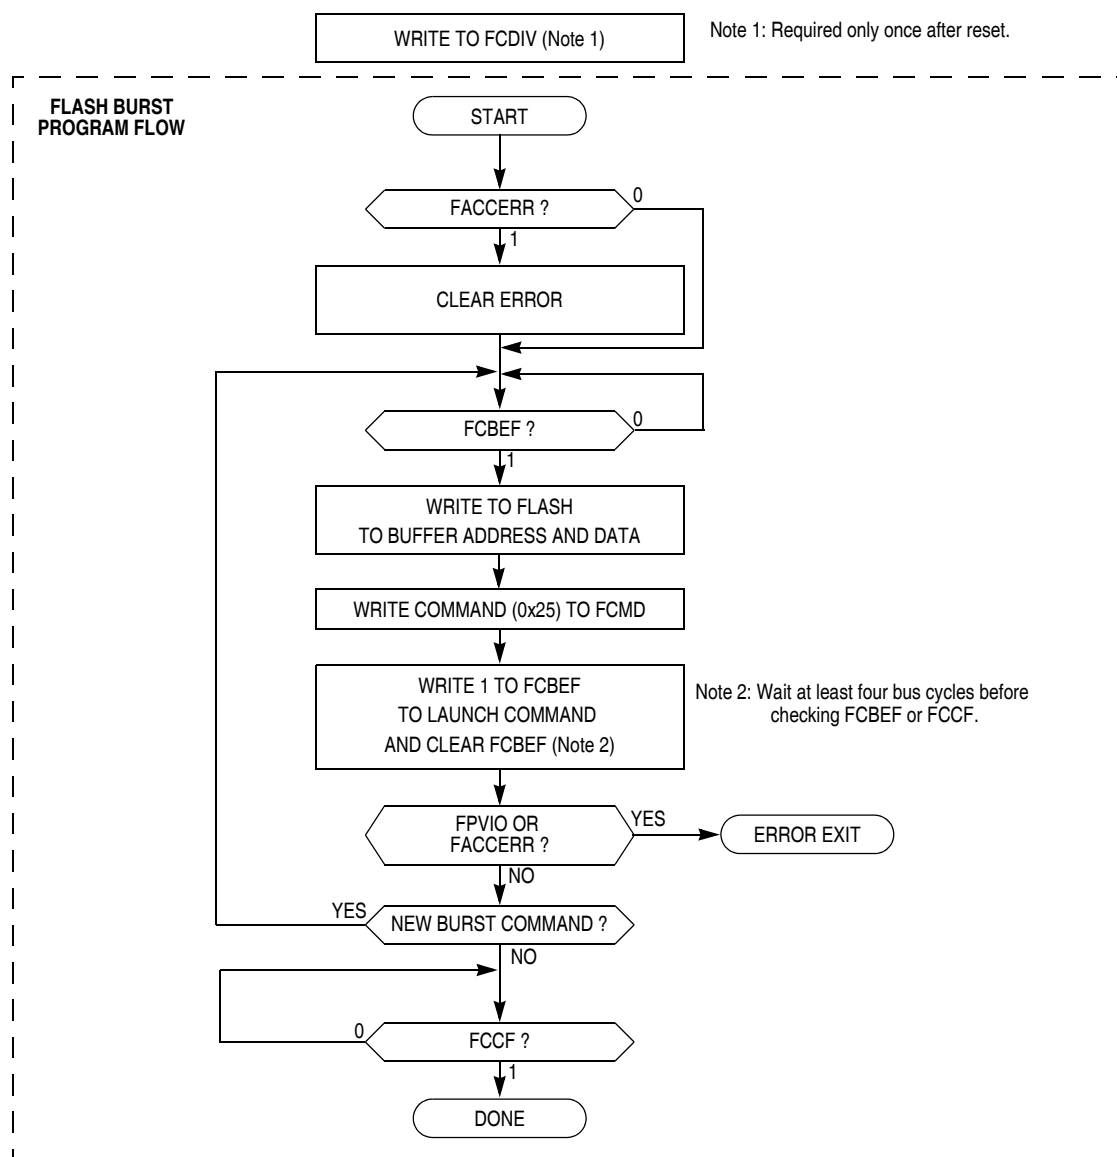 WRITE TO FCDIV (Note 1)
Note 1: Required only once after reset.
FLASH BURST
PROGRAM FLOW
START
FACCERR ?
0
1
CLEAR ERROR
FCBEF ?
0
1
WRITE TO FLASH
TO BUFFER ADDRESS AND DATA
WRITE COMMAND (0x25) TO FCMD
WRITE 1 TO FCBEF
TO LAUNCH COMMAND
AND CLEAR FCBEF (Note 2)
Note 2: Wait at least four bus cycles before
checking FCBEF or FCCF.
FPVIO OR
FACCERR ?
YES
ERROR EXIT
NO
YES
NEW BURST COMMAND ?
NO
0
FCCF ?
1
DONE